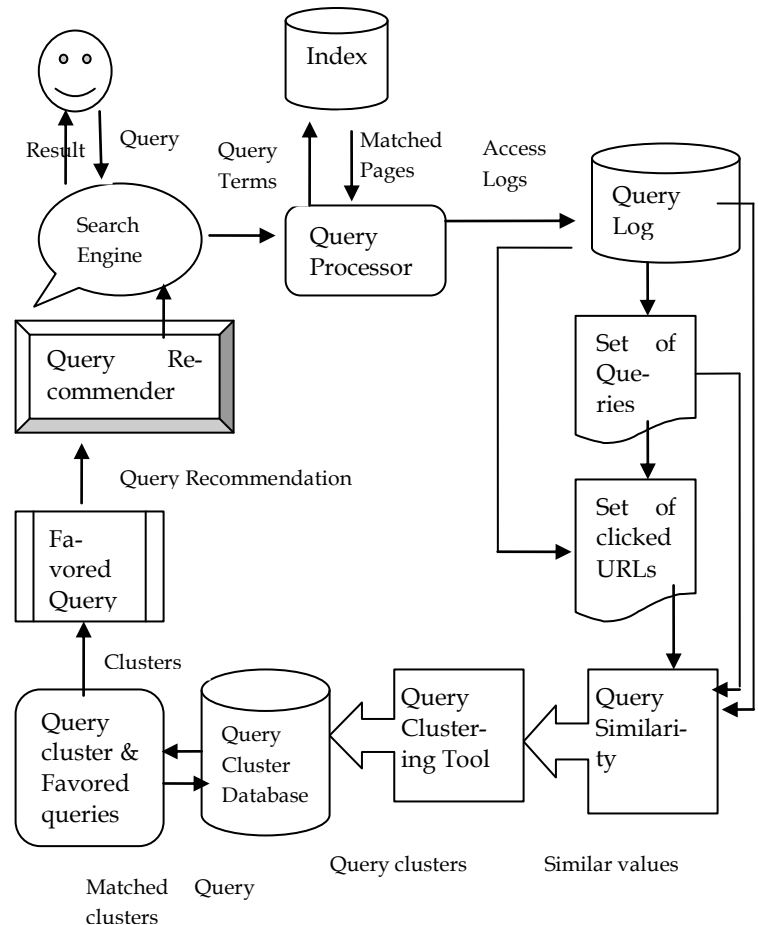 Index
Result
Query
Query
Terms
Matched
Pages
Access
Logs
Search
Engine
Query
Processor
Query
Log
Query Re-
commender
Set of
Que-
ries
Query Recommendation
Set of
clicked
URLs
Fa-
vored
Query
Clusters
Query
cluster &
Favored
queries
Query
Cluster
Database
Query
Cluster-
ing Tool
Query
Similari-
ty
Query clusters
Similar values
Matched Query
clusters